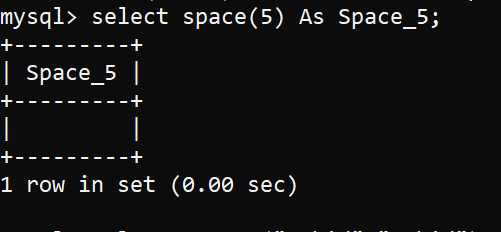 mysql> select space(5) As Space_5;
+---------+
| Space_5 |
+---------+
|         |
+---------+
1 row in set (0.00 sec)